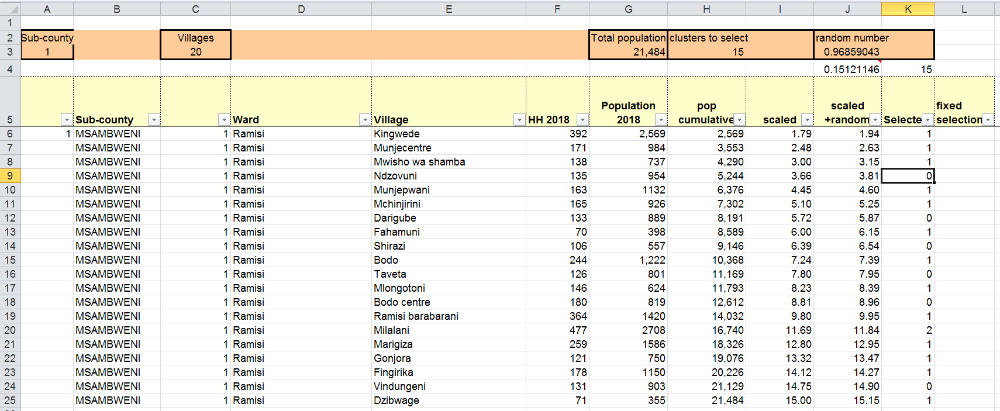 A B C D E F G H I J K L
1
2 Sub-county Villages Total population clusters to select random number
3 1 20 21,484 15 0.96859043
4 0.15121146 15
Population pop scaled fixed
5 Sub-county Ward Village HH 2018 2018 cumulative scaled +random Selecte selection
6 1 MSAMBWENI 1 Ramisi Kingwede 392 2,569 2,569 1.79 1.94 1
7 MSAMBWENI 1 Ramisi Munjecentre 171 984 3,553 2.48 2.63 1
8 MSAMBWENI 1 Ramisi Mwisho wa shamba 138 737 4,290 3.00 3.15 1
9 MSAMBWENI 1 Ramisi Ndzovuni 135 954 5,244 3.66 3.81 0
10 MSAMBWENI 1 Ramisi Munjepwani 163 1132 6,376 4.45 4.60 1
11 MSAMBWENI 1 Ramisi Mchinjirini 165 926 7,302 5.10 5.25 1
12 MSAMBWENI 1 Ramisi Darigube 133 889 8,191 5.72 5.87 0
13 MSAMBWENI 1 Ramisi Fahamuni 70 398 8,589 6.00 6.15 1
14 MSAMBWENI 1 Ramisi Shirazi 106 557 9,146 6.39 6.54 0
15 MSAMBWENI 1 Ramisi Bodo 244 1,222 10,368 7.24 7.39 1
16 MSAMBWENI 1 Ramisi Taveta 126 801 11,169 7.80 7.95 0
17 MSAMBWENI 1 Ramisi Mlongotoni 146 624 11,793 8.23 8.39 1
18 MSAMBWENI 1 Ramisi Bodo centre 180 819 12,612 8.81 8.96 0
19 MSAMBWENI 1 Ramisi Ramisi barabarani 364 1420 14,032 9.80 9.95 1
20 MSAMBWENI 1 Ramisi Milalani 477 2708 16,740 11.69 11.84 2
21 MSAMBWENI 1 Ramisi Marigiza 259 1586 18,326 12.80 12.95 1
22 MSAMBWENI 1 Ramisi Gonjora 121 750 19,076 13.32 13.47 1
23 MSAMBWENI 1 Ramisi Fingirika 178 1150 20,226 14.12 14.27 1
24 MSAMBWENI 1 Ramisi Vindungeni 131 903 21,129 14.75 14.90 0
25 MSAMBWENI 1 Ramisi Dzibwage 71 355 21,484 15.00 15.15 1